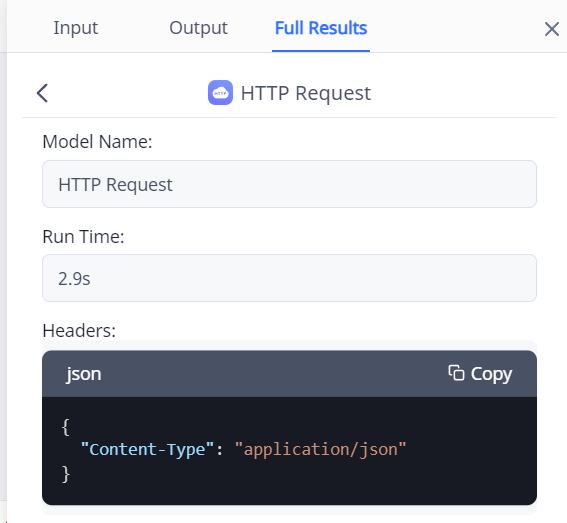 Input Output Full Results
HTTP HTTP Request
Model Name:
HTTP Request
Run Time:
2.9s
Headers:
json Copy
{
"Content-Type": "application/json"
}